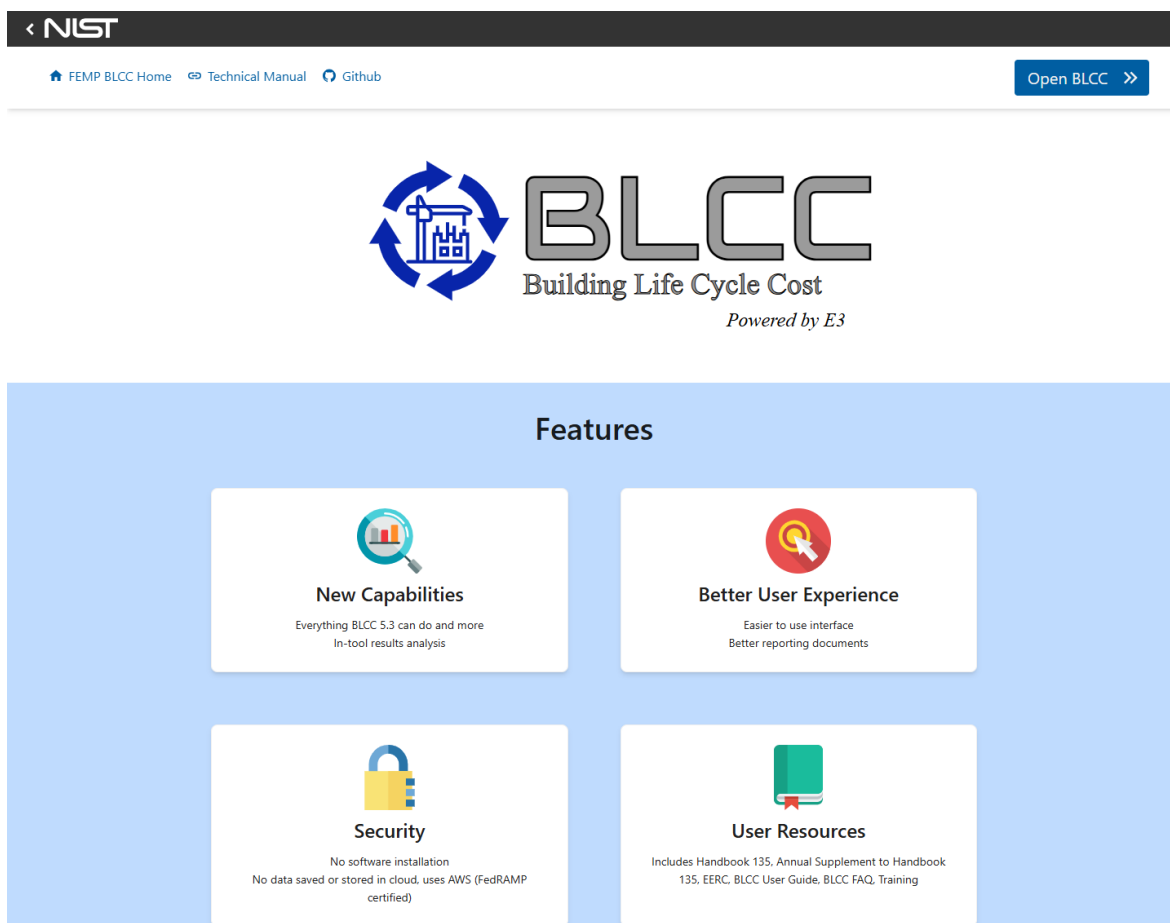 NIST
FEMP BLCC Home Technical Manual Github
Open BLCC
BLCC
Building Life Cycle Cost
Powered by E3
Features
New Capabilities
Everything BLCC 5.3 can do and more
In-tool results analysis
Better User Experience
Easier to use interface
Better reporting documents
Security
No software installation
No data saved or stored in cloud, uses AWS (FedRAMP
certified)
User Resources
Includes Handbook 135, Annual Supplement to Handbook
135, EERC, BLCC User Guide, BLCC FAQ, Training